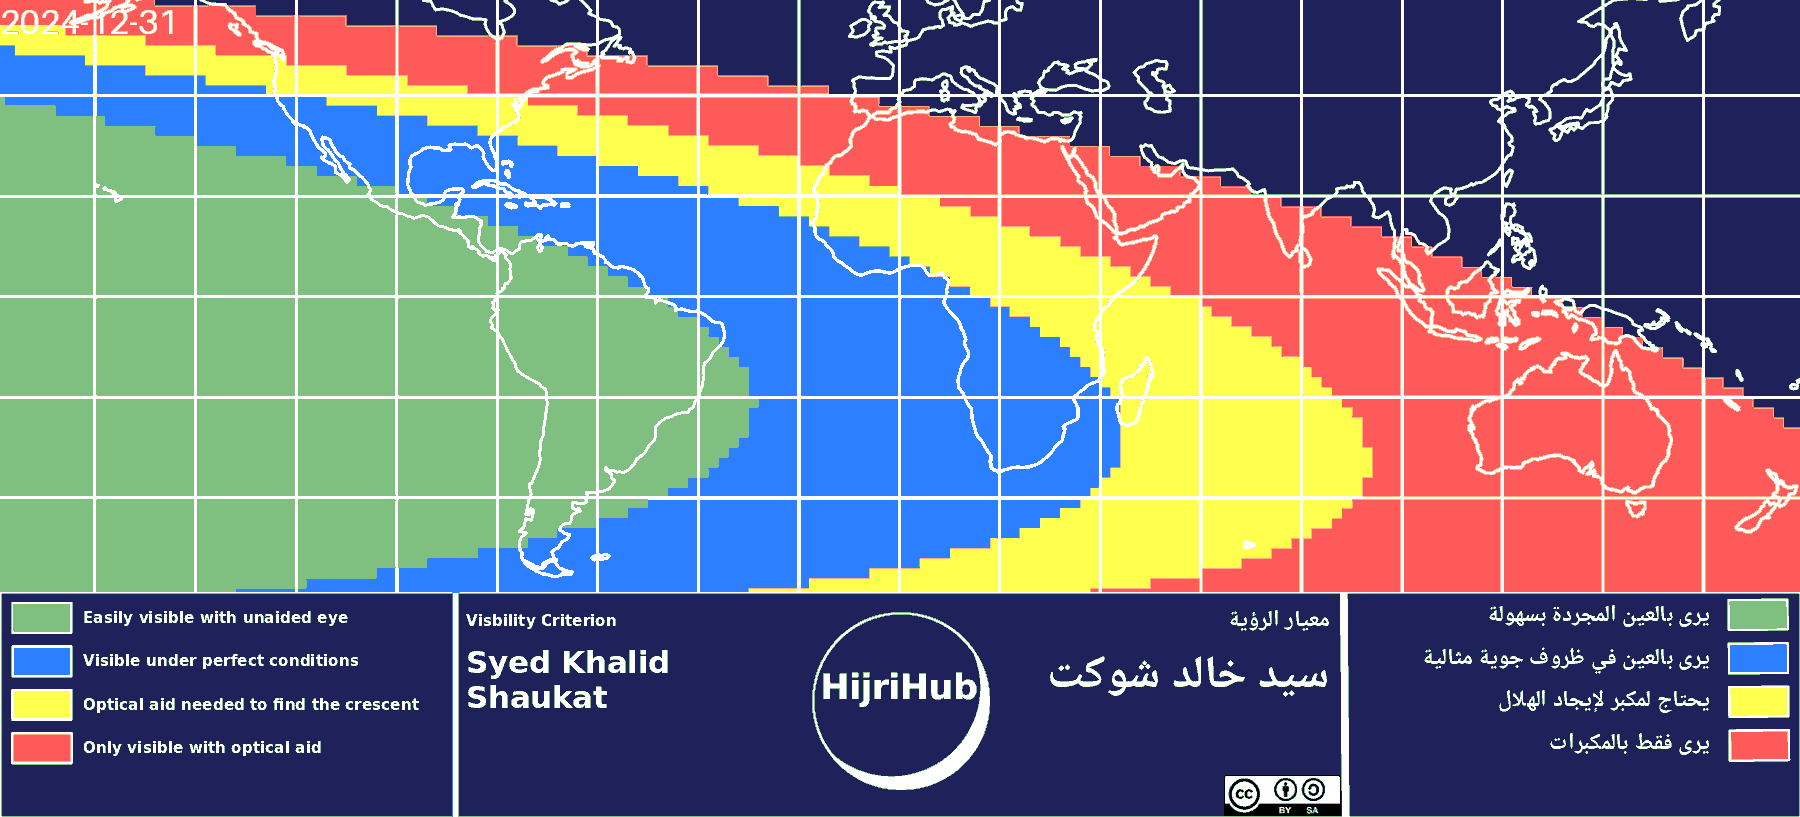 2024-12-31
Easily visible with unaided eye
Visible under perfect conditions
Optical aid needed to find the crescent
Only visible with optical aid
Visbility Criterion
Syed Khalid
Shaukat
HijriHub
معيار الرؤية
سيد خالد شوكت
CC BY SA
يرى بالعين المجردة بسهولة
يرى بالعين في ظروف جوية مثالية
يحتاج لمكبر لإيجاد الهلال
يرى فقط بالمكبرات